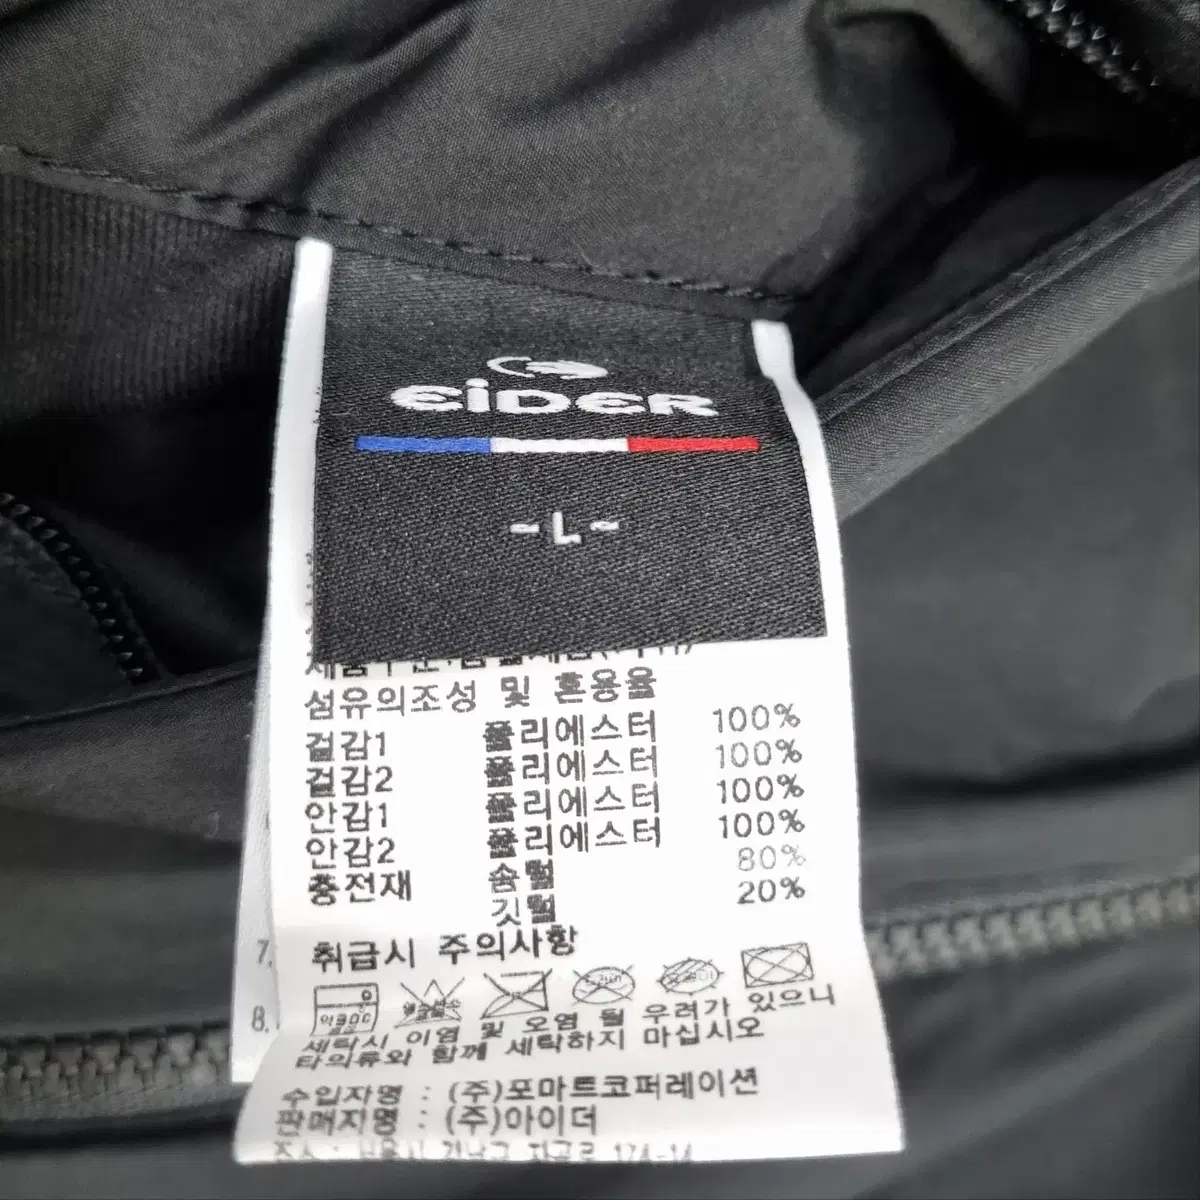 EiDER
-L-
섬유의조성 및 혼용율
겉감1 폴리에스터 100%
겉감2 폴리에스터 100%
안감1 폴리에스터 100%
안감2 폴리에스터 100%
충전재 솜털 80%
깃털 20%
7.
취급시 주의사항
8.
약30℃
세탁시 이염 및 오염 될 우려가 있으니
타의류와 함께 세탁하지 마십시오
수입자명 : (주)포마트코퍼레이션
판매자명 : (주)아이더